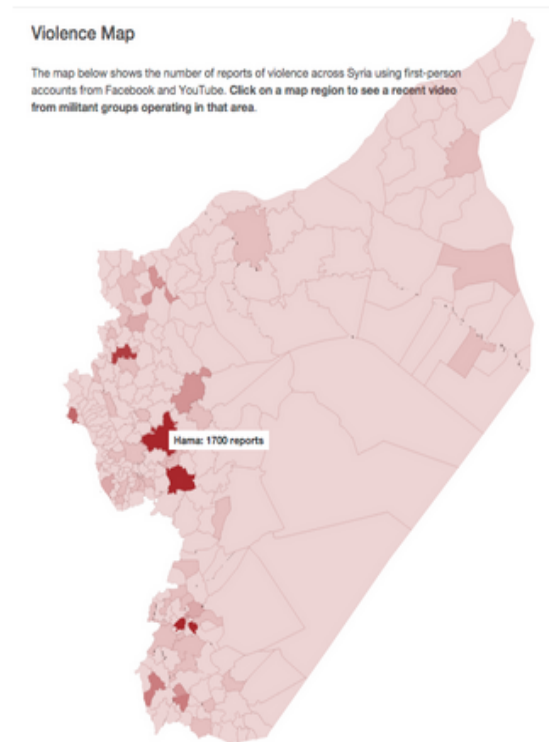 Violence Map
The map below shows the number of reports of violence across Syria using first-person
accounts from Facebook and YouTube. Click on a map region to see a recent video
from militant groups operating in that area.
Hama: 1700 reports